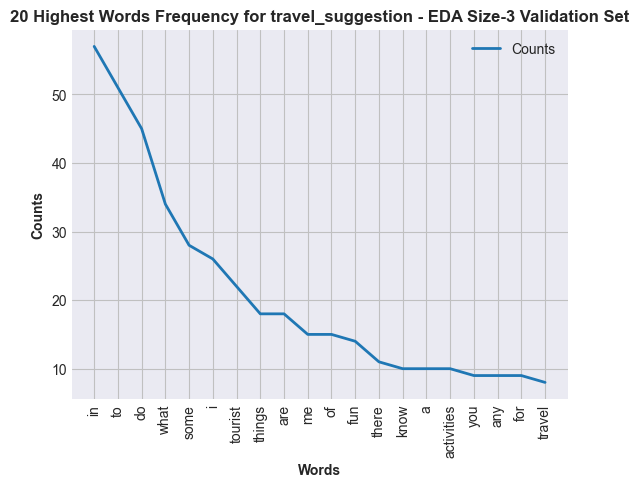 20 Highest Words Frequency for travel_suggestion - EDA Size-3 Validation Set
Counts
50
40
30
20
10
Counts
in
to
do
what
some
i
tourist
things
are
me
of
fun
there
know
a
activities
you
any
for
travel
Words